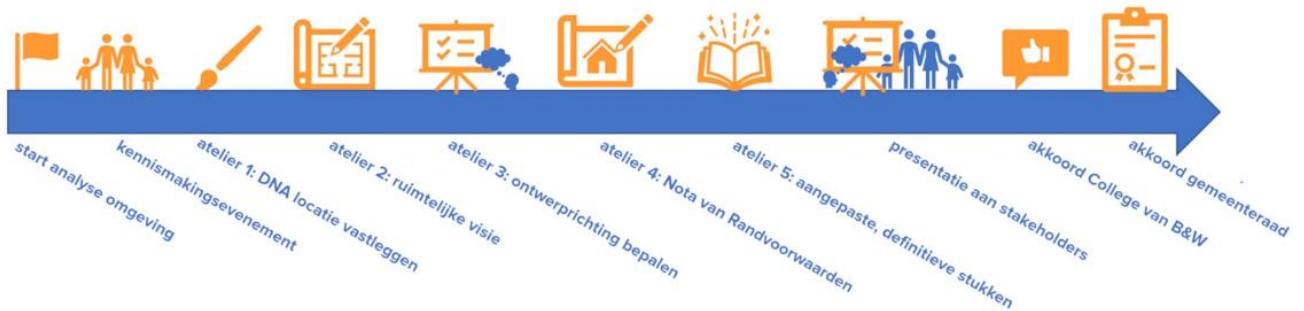 start analyse omgeving
kennismakingsevenement
atelier 1: DNA locatie vastleggen
atelier 2: ruimtelijke visie
atelier 3: ontwerprichting bepalen
atelier 4: Nota van Randvoorwaarden
atelier 5: aangepaste, definitieve stukken
presentatie aan stakeholders
akkoord College van B&W
akkoord gemeenteraad